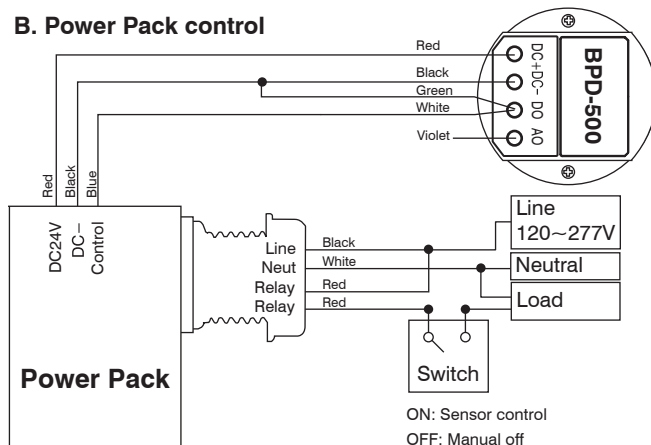 B. Power Pack control
Red
Black
Green
White
Violet
DC+
DC-
DO
AO
BPD-500
Red
Black
Blue
DC24V
DC−
Control
Line
Neut
Relay
Relay
Black
White
Red
Red
Line
120~277V
Neutral
Load
Switch
Power Pack
ON: Sensor control
OFF: Manual off